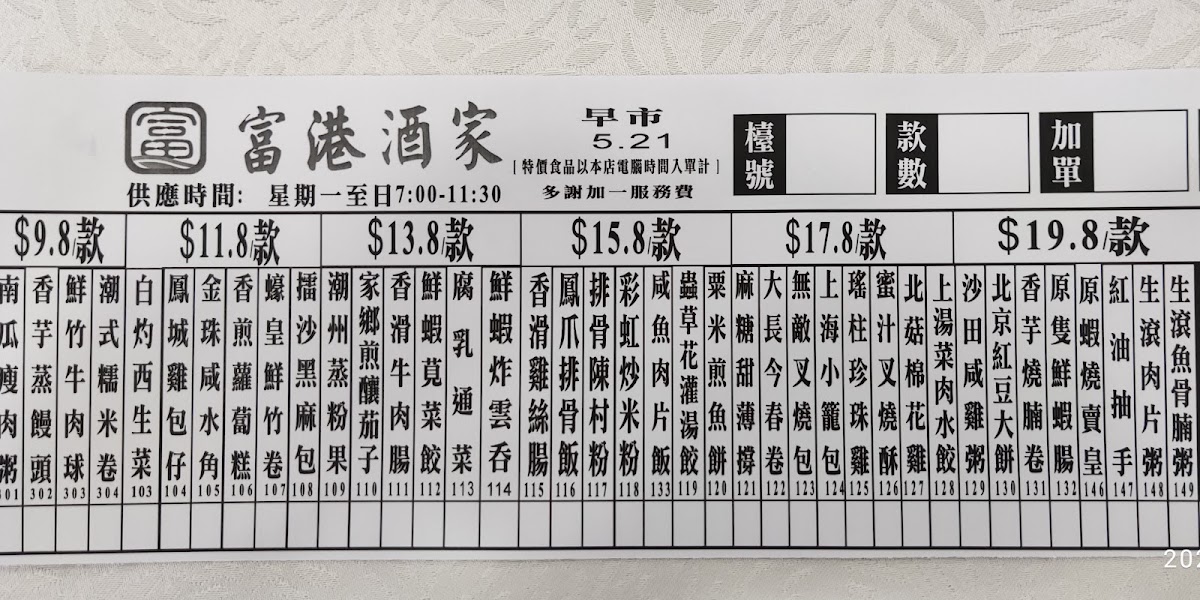 富
富港酒家
早市
5.21
[特價食品以本店電腦時間入單計]
供應時間: 星期一至日7:00-11:30
多謝加一服務費
檯號
款數
加單
$9.8/款
$11.8/款
$13.8/款
$15.8/款
$17.8/款
$19.8/款
南瓜瘦肉粥 301
香芋蒸饅頭 302
鮮竹牛肉球 303
潮式糯米卷 304
白灼西生菜 103
鳳城雞包仔 104
金珠咸水角 105
香煎蘿蔔糕 106
蠔皇鮮竹卷 107
擂沙黑麻包 108
潮州蒸粉果 109
家鄉煎釀茄子 110
香滑牛肉腸 111
鮮蝦莧菜餃 112
腐乳通菜 113
鮮蝦炸雲吞 114
香滑雞絲腸 115
鳳爪排骨飯 116
排骨陳村粉 117
彩虹炒米粉 118
咸魚肉片飯 133
蟲草花灌湯餃 119
粟米煎魚餅 120
麻糖甜薄撐 121
大長今春卷 122
無敵叉燒包 123
上海小籠包 124
瑤柱珍珠雞 125
蜜汁叉燒酥 126
北菇棉花雞 127
上湯菜肉水餃 128
沙田咸雞粥 129
北京紅豆大餅 130
香芋燒腩卷 131
原隻鮮蝦腸 132
原蝦燒賣皇 146
紅油抽手 147
生滾肉片粥 148
生滾魚骨腩粥 149
202